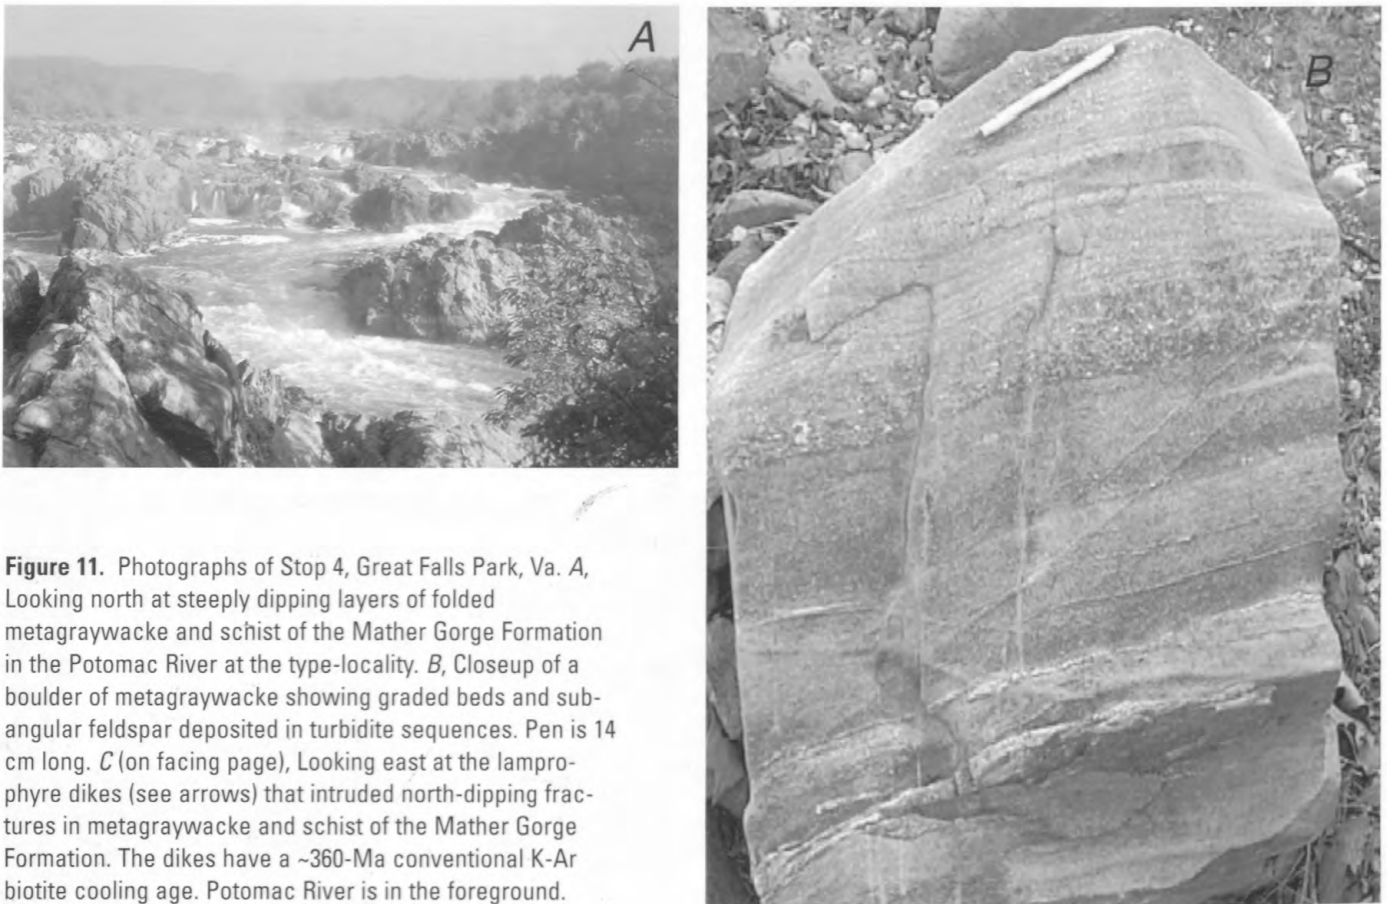 A
B
Figure 11. Photographs of Stop 4, Great Falls Park, Va. A,
Looking north at steeply dipping layers of folded
metagraywacke and schist of the Mather Gorge Formation
in the Potomac River at the type-locality. B, Closeup of a
boulder of metagraywacke showing graded beds and sub-
angular feldspar deposited in turbidite sequences. Pen is 14
cm long. C (on facing page), Looking east at the lampro-
phyre dikes (see arrows) that intruded north-dipping frac-
tures in metagraywacke and schist of the Mather Gorge
Formation. The dikes have a ~360-Ma conventional K-Ar
biotite cooling age. Potomac River is in the foreground.